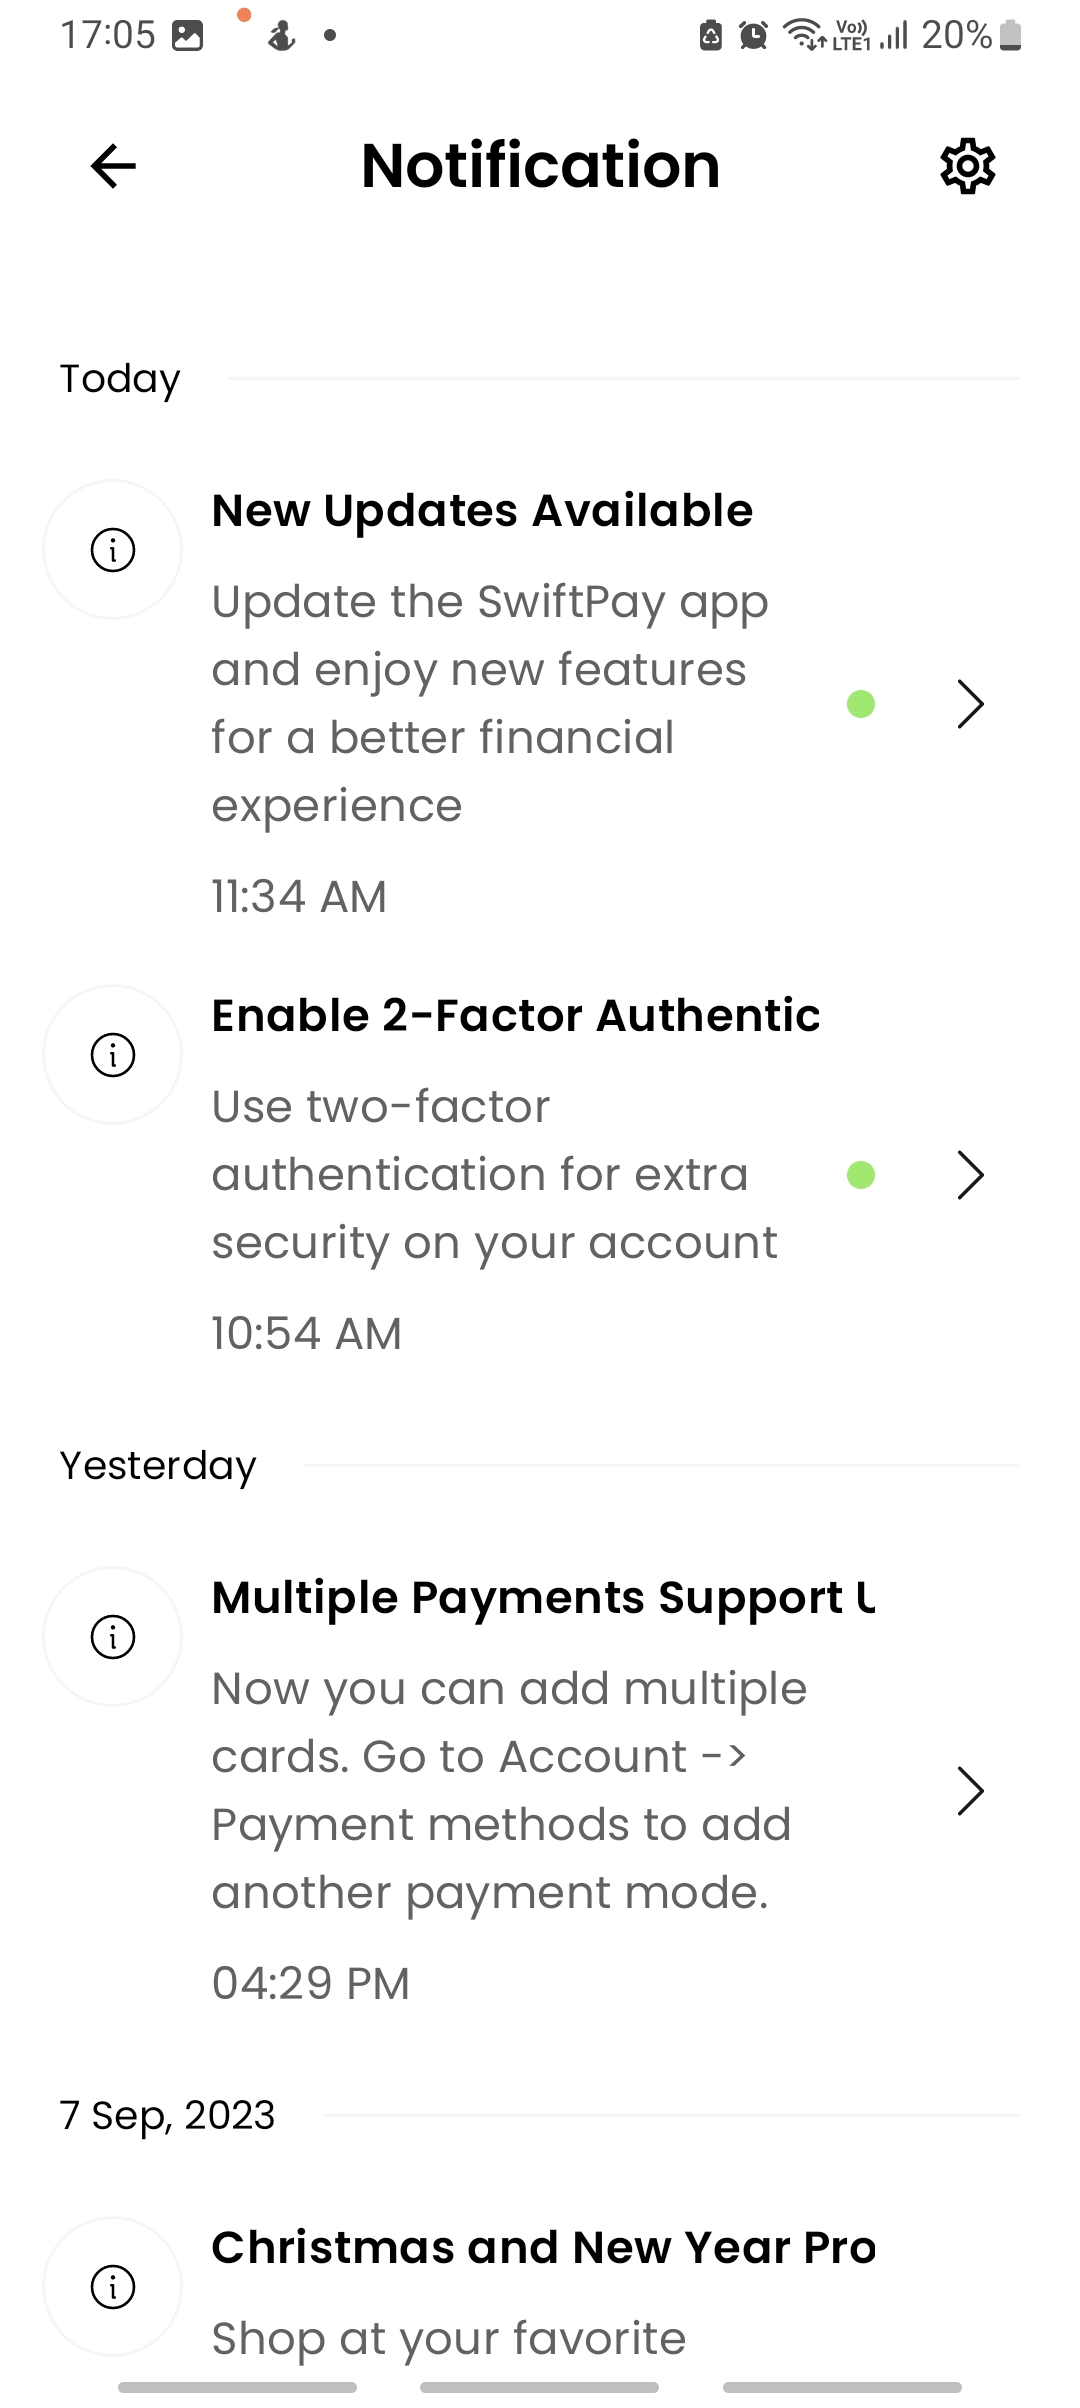 17:05
Vo)) LTE1
20%
Notification
Today
New Updates Available
Update the SwiftPay app
and enjoy new features
for a better financial
experience
11:34 AM
Enable 2-Factor Authentic
Use two-factor
authentication for extra
security on your account
10:54 AM
Yesterday
Multiple Payments Support U
Now you can add multiple
cards. Go to Account ->
Payment methods to add
another payment mode.
04:29 PM
7 Sep, 2023
Christmas and New Year Pro
Shop at your favorite